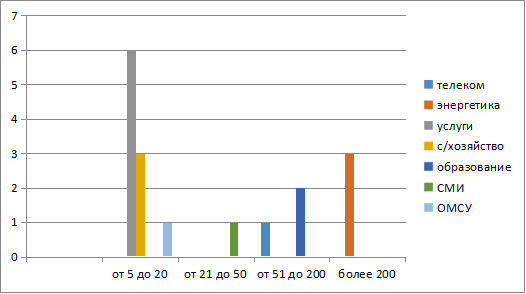 7
6
5
4
3
2
1
0
от 5 до 20
от 21 до 50
от 51 до 200
более 200
телеком
энергетика
услуги
с/хозяйство
образование
СМИ
ОМСУ